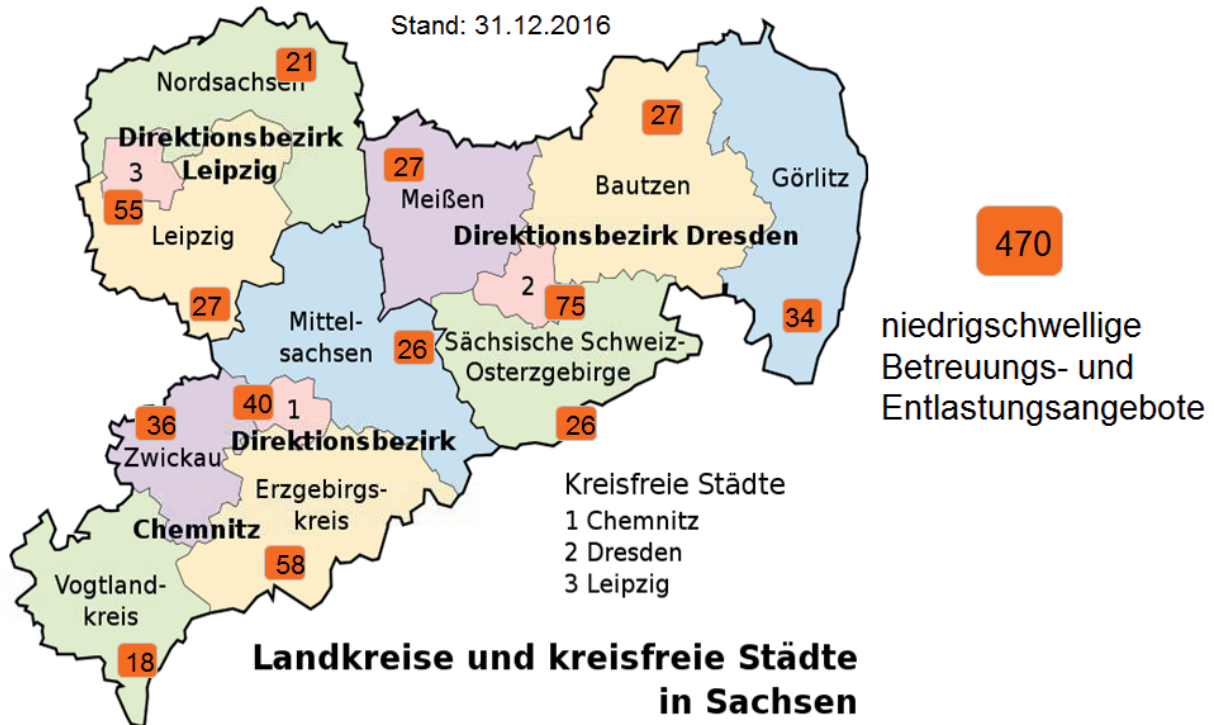 Stand: 31.12.2016
21
Nordsachsen
Direktionsbezirk
Leipzig
3
55
Leipzig
27
27
Meißen
27
Bautzen
Görlitz
Direktionsbezirk Dresden
2
75
34
470
niedrigschwellige
Betreuungs- und
Entlastungsangebote
Mittel-
sachsen
26
Sächsische Schweiz-
Osterzgebirge
26
40
1
36
Zwickau
Direktionsbezirk
Chemnitz
Erzgebirgs-
kreis
58
Vogtland-
kreis
18
Kreisfreie Städte
1 Chemnitz
2 Dresden
3 Leipzig
Landkreise und kreisfreie Städte
in Sachsen